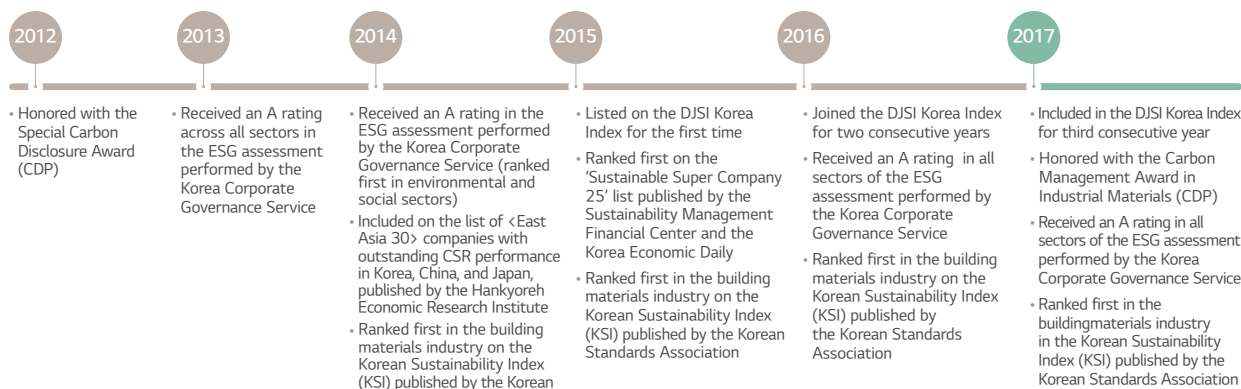 2012
2013
2014
2015
2016
2017
• Honored with the
Special Carbon
Disclosure Award
(CDP)
• Received an A rating
across all sectors in
the ESG assessment
performed by the
Korea Corporate
Governance Service
• Received an A rating in the
ESG assessment performed
by the Korea Corporate
Governance Service (ranked
first in environmental and
social sectors)
• Included on the list of <East
Asia 30> companies with
outstanding CSR performance
in Korea, China, and Japan,
published by the Hankyoreh
Economic Research Institute
• Ranked first in the building
materials industry on the
Korean Sustainability Index
(KSI) published by the Korean
• Listed on the DJSI Korea
Index for the first time
• Ranked first on the
‘Sustainable Super Company
25’ list published by the
Sustainability Management
Financial Center and the
Korea Economic Daily
• Ranked first in the building
materials industry on the
Korean Sustainability Index
(KSI) published by the Korean
Standards Association
• Joined the DJSI Korea Index
for two consecutive years
• Received an A rating in all
sectors of the ESG
assessment performed by
the Korea Corporate
Governance Service
• Ranked first in the building
materials industry on the
Korean Sustainability Index
(KSI) published by
the Korean Standards
Association
• Included in the DJSI Korea Index
for third consecutive year
• Honored with the Carbon
Management Award in
Industrial Materials (CDP)
• Received an A rating in all
sectors of the ESG assessment
performed by the Korea
Corporate Governance Service
• Ranked first in the
buildingmaterials industry
in the Korean Sustainability
Index (KSI) published by the
Korean Standards Association